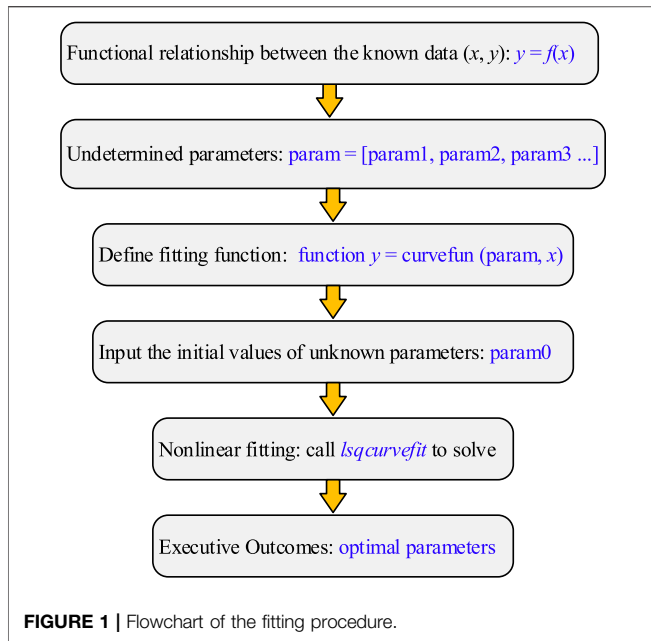 Functional relationship between the known data (x, y): y = f(x)
Undetermined parameters: param = [param1, param2, param3 ...]
Define fitting function: function y = curvefun (param, x)
Input the initial values of unknown parameters: param0
Nonlinear fitting: call lsqcurvefit to solve
Executive Outcomes: optimal parameters
FIGURE 1 | Flowchart of the fitting procedure.